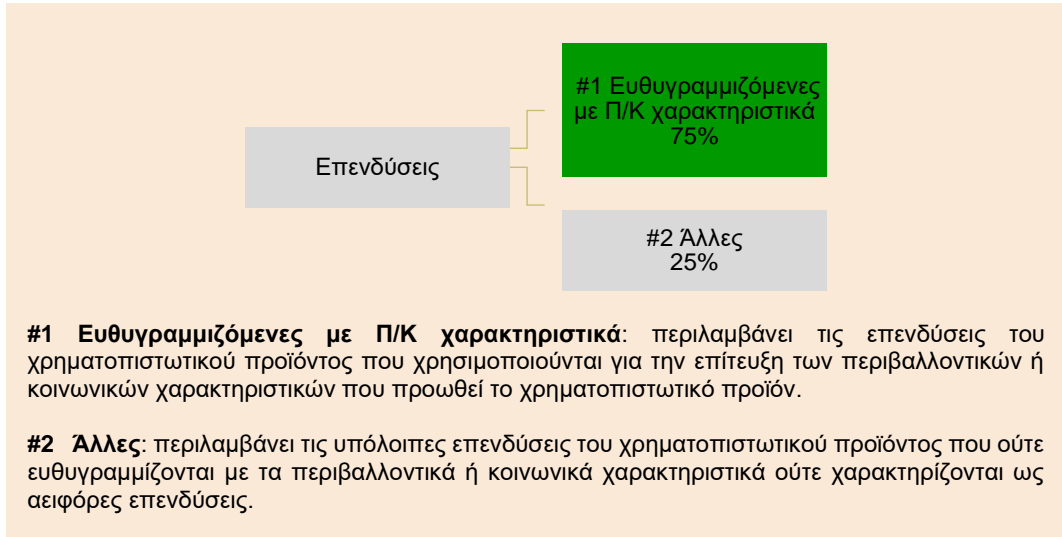 #1 Ευθυγραμμιζόμενες
με Π/Κ χαρακτηριστικά
75%
Επενδύσεις
#2 Άλλες
25%
#1 Ευθυγραμμιζόμενες με Π/Κ χαρακτηριστικά: περιλαμβάνει τις επενδύσεις του
χρηματοπιστωτικού προϊόντος που χρησιμοποιούνται για την επίτευξη των περιβαλλοντικών ή
κοινωνικών χαρακτηριστικών που προωθεί το χρηματοπιστωτικό προϊόν.
#2 Άλλες: περιλαμβάνει τις υπόλοιπες επενδύσεις του χρηματοπιστωτικού προϊόντος που ούτε
ευθυγραμμίζονται με τα περιβαλλοντικά ή κοινωνικά χαρακτηριστικά ούτε χαρακτηρίζονται ως
αειφόρες επενδύσεις.